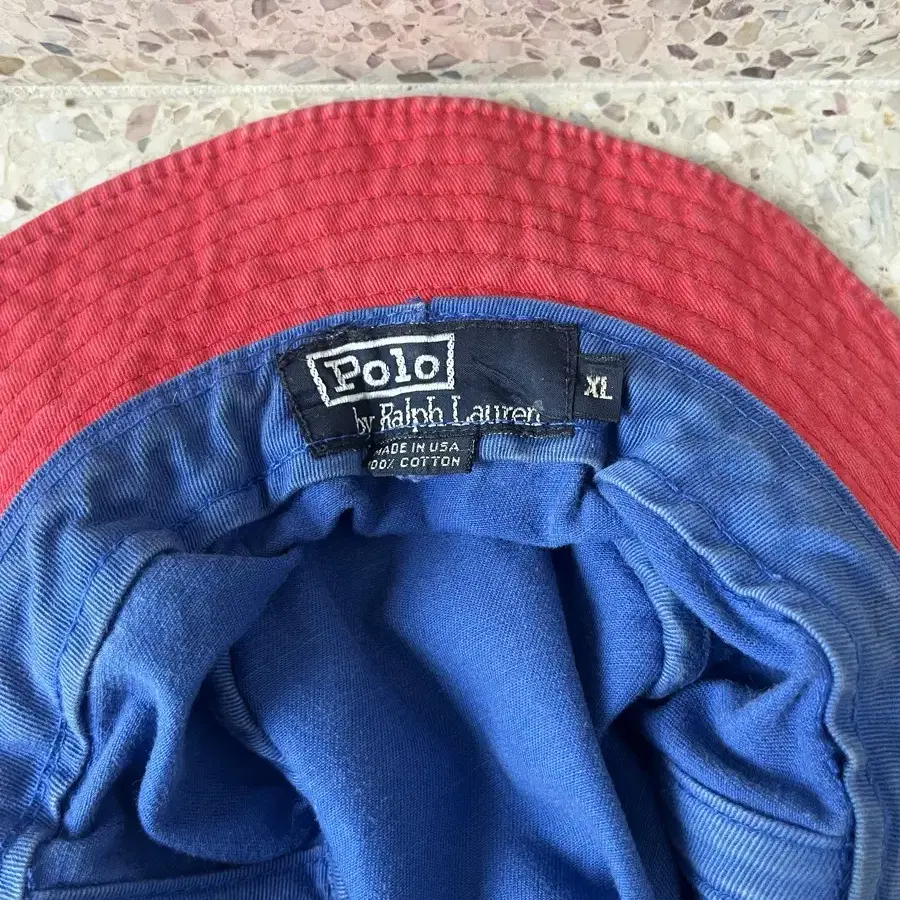 Polo
by Ralph Lauren
XL
MADE IN USA
100% COTTON